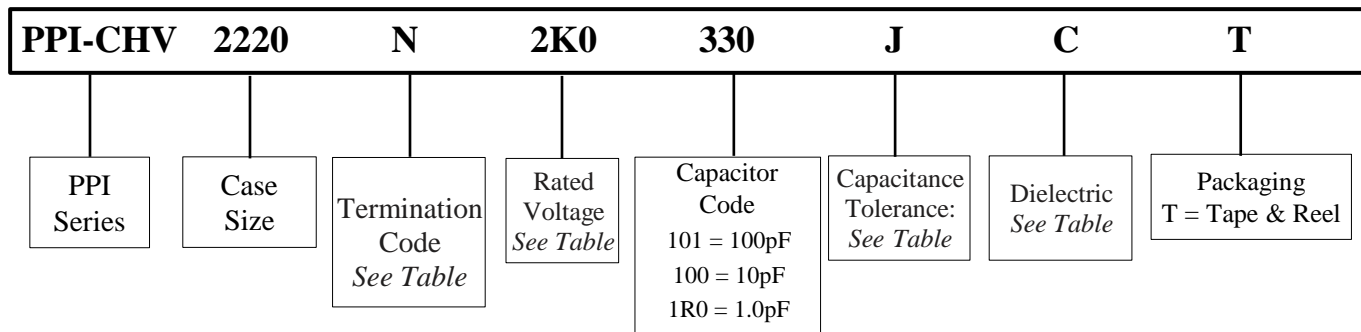 PPI-CHV 2220 N 2K0 330 J C T
PPI
Series
Case
Size
Termination
Code
See Table
Rated
Voltage
See Table
Capacitor
Code
101 = 100pF
100 = 10pF
1R0 = 1.0pF
Capacitance
Tolerance:
See Table
Dielectric
See Table
Packaging
T = Tape & Reel